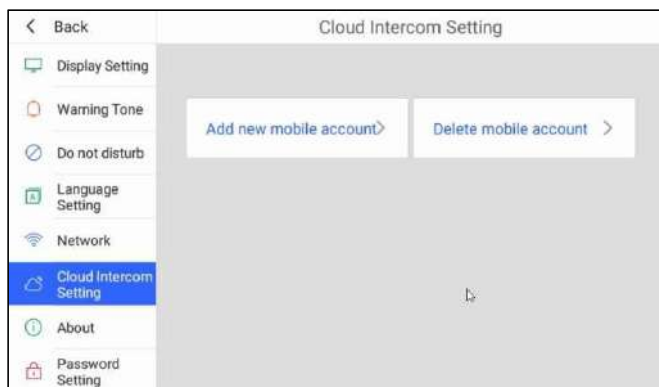 Back
Cloud Intercom Setting
Display Setting
Warning Tone
Do not disturb
Language
Setting
Network
Cloud Intercom
Setting
About
Password
Setting
Add new mobile account
Delete mobile account